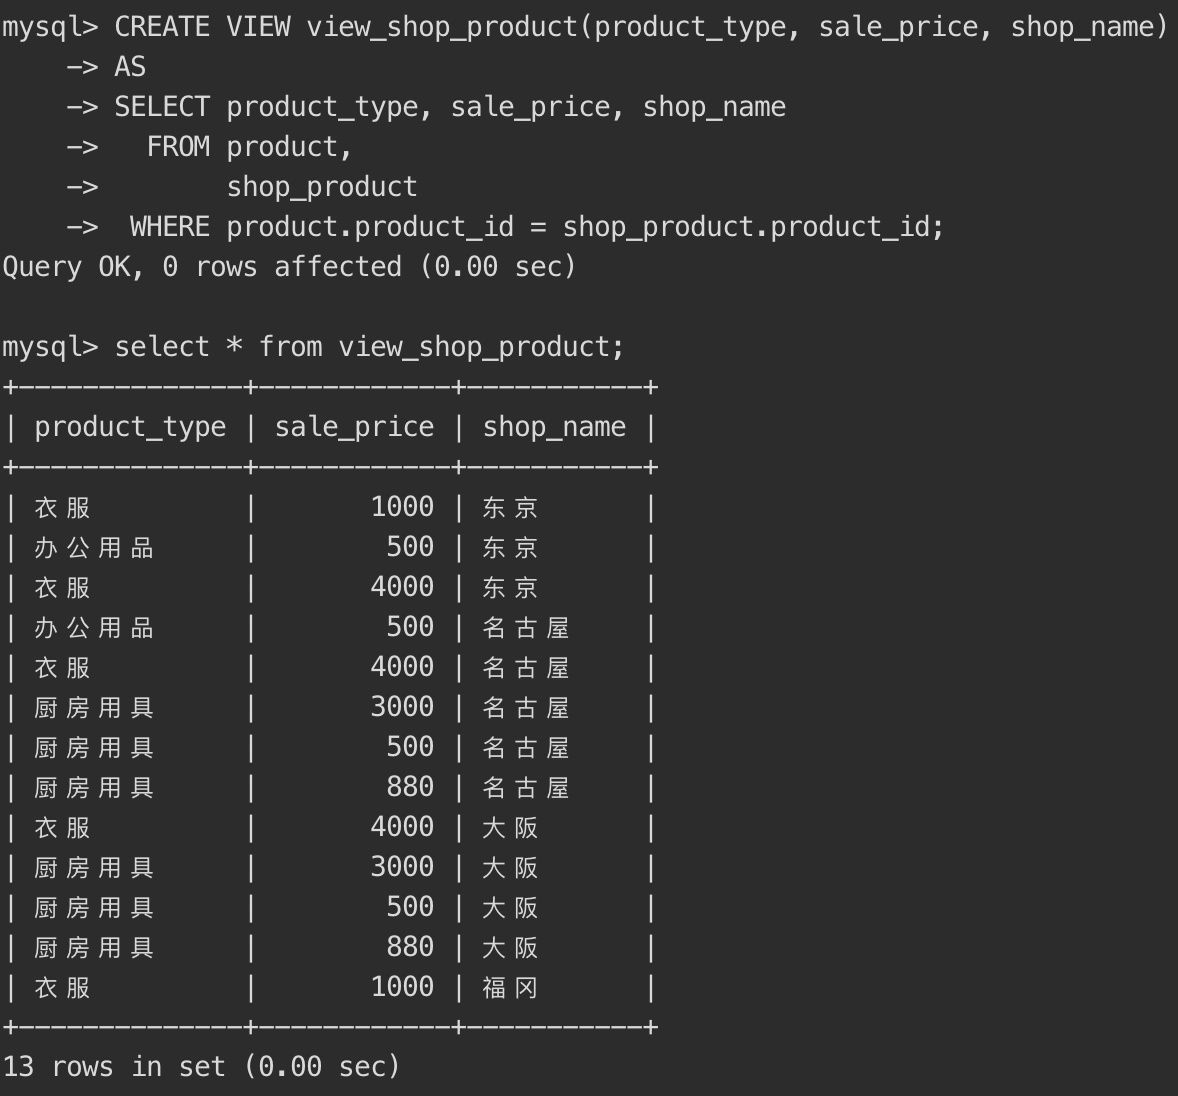 mysql> CREATE VIEW view_shop_product(product_type, sale_price, shop_name)
    -> AS
    -> SELECT product_type, sale_price, shop_name
    ->   FROM product,
    ->        shop_product
    ->  WHERE product.product_id = shop_product.product_id;
Query OK, 0 rows affected (0.00 sec)

mysql> select * from view_shop_product;
+--------------+------------+-----------+
| product_type | sale_price | shop_name |
+--------------+------------+-----------+
| 衣服         |       1000 | 东京      |
| 办公用品     |        500 | 东京      |
| 衣服         |       4000 | 东京      |
| 办公用品     |        500 | 名古屋    |
| 衣服         |       4000 | 名古屋    |
| 厨房用具     |       3000 | 名古屋    |
| 厨房用具     |        500 | 名古屋    |
| 厨房用具     |        880 | 名古屋    |
| 衣服         |       4000 | 大阪      |
| 厨房用具     |       3000 | 大阪      |
| 厨房用具     |        500 | 大阪      |
| 厨房用具     |        880 | 大阪      |
| 衣服         |       1000 | 福冈      |
+--------------+------------+-----------+
13 rows in set (0.00 sec)